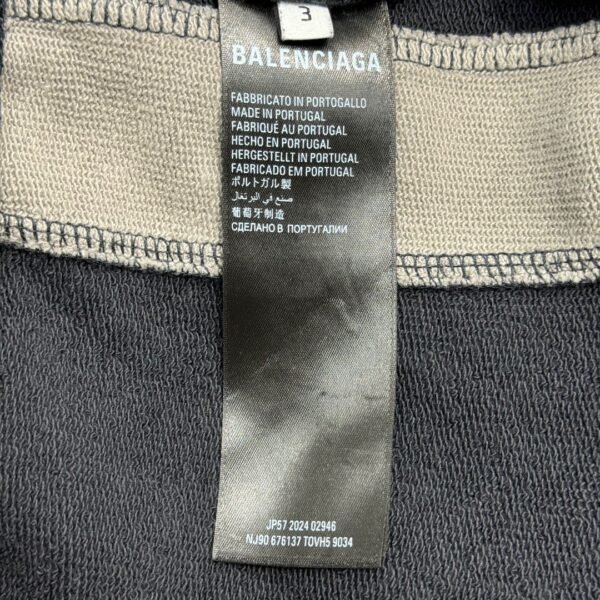 3
BALENCIAGA
FABBRICATO IN PORTOGALLO
MADE IN PORTUGAL
FABRIQUÉ AU PORTUGAL
HECHO EN PORTUGAL
HERGESTELLT IN PORTUGAL
FABRICADO EM PORTUGAL
ポルトガル製
صنع في البرتغال
葡萄牙制造
СДЕЛАНО В ПОРТУГАЛИИ
JP57 2024 02946
NJ90 676137 TOVH5 9034